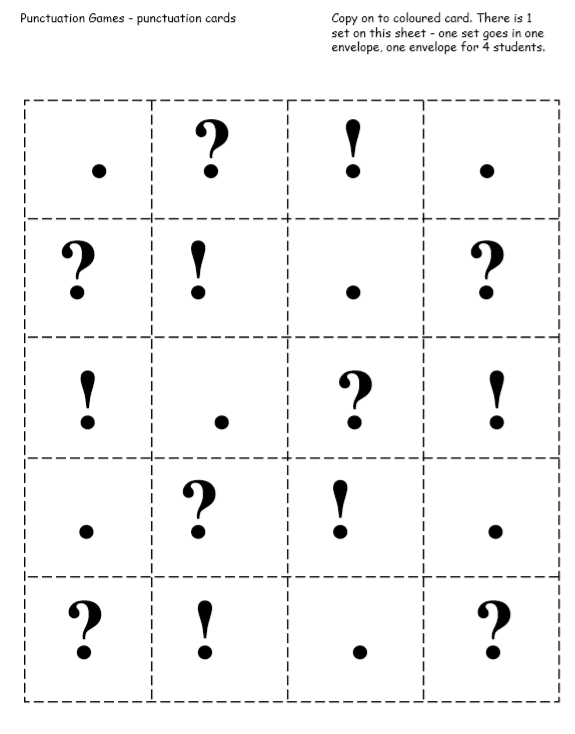 Punctuation Games - punctuation cards
Copy on to coloured card. There is 1
set on this sheet - one set goes in one
envelope, one envelope for 4 students.
. ? ! .
? ! . ?
! . ? !
. ? ! .
? ! . ?